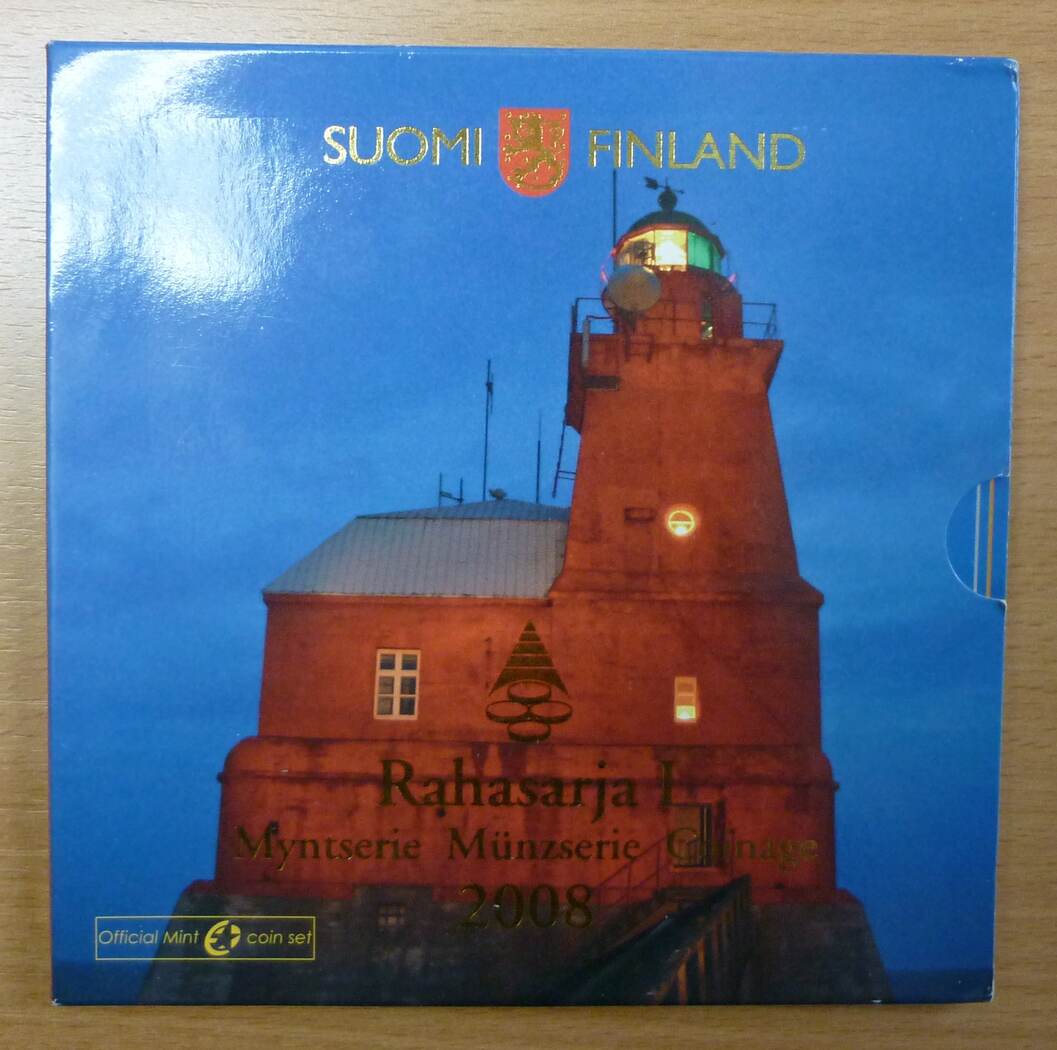 SUOMI FINLAND
Rahasarja I
Myntserie Münzserie Coinage
2008
Official Mint coin set